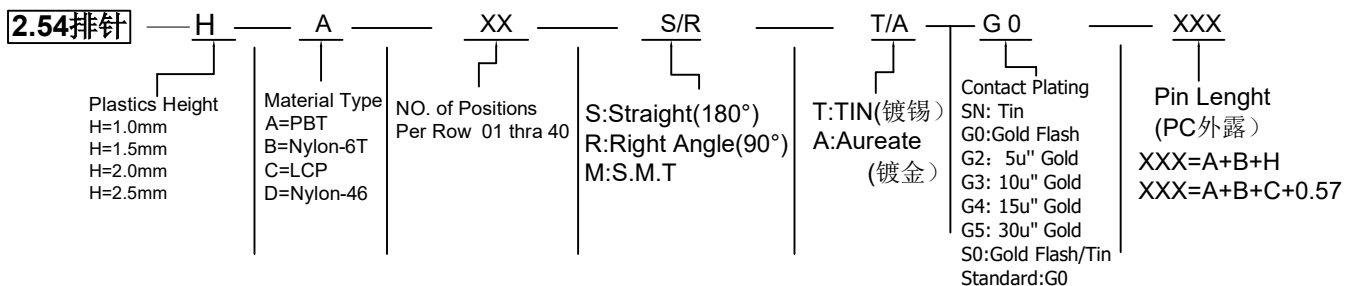 2.54排针 H A XX S/R T/A G 0 XXX
Plastics Height
H=1.0mm
H=1.5mm
H=2.0mm
H=2.5mm
Material Type
A=PBT
B=Nylon-6T
C=LCP
D=Nylon-46
NO. of Positions
Per Row 01 thra 40
S:Straight(180°)
R:Right Angle(90°)
M:S.M.T
T:TIN(镀锡）
A:Aureate
(镀金）
Contact Plating
SN: Tin
G0:Gold Flash
G2: 5u" Gold
G3: 10u" Gold
G4: 15u" Gold
G5: 30u" Gold
S0:Gold Flash/Tin
Standard:G0
Pin Lenght
(PC外露）
XXX=A+B+H
XXX=A+B+C+0.57